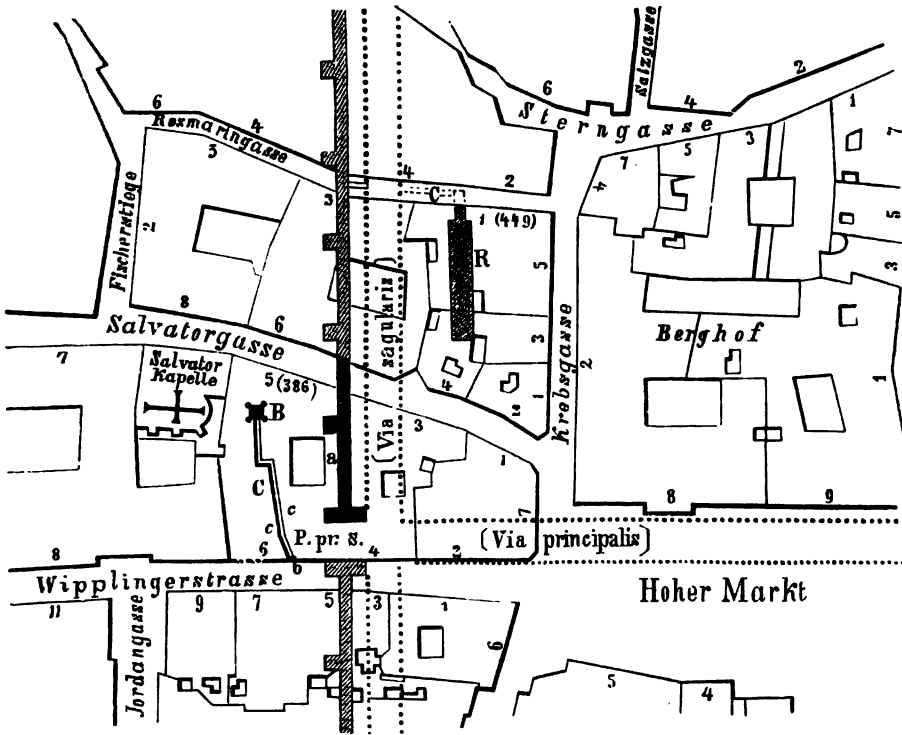 6
4
Rosmaringasse
3
Fischerstiege
2
8
6
Salvatorgasse
7
Salvator
Kapelle
5 (386)
B
C
c
c
b
a
P. pr. s.
3
4
2
C
1 (449)
R
5
3
1
4
(Via sagularis)
3
1
7
2
4
6
8
Wipplingerstrasse
11
Jordangasse
9
7
5
3
1
6
6
Sterngasse
Salzgasse
4
2
7
5
3
1
7
5
3
1
4
Krebsgasse
2
Berghof
8
9
(Via principalis)
Hoher Markt
5
4